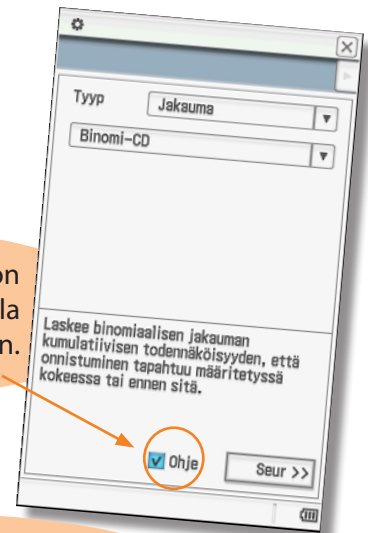 Tyyp
Jakauma
Binomi-CD
on
la
n.
Laskee binomiaalisen jakauman
kumulatiivisen todennäköisyyden, että
onnistuminen tapahtuu määritetyssä
kokeessa tai ennen sitä.
Ohje
Seur >>